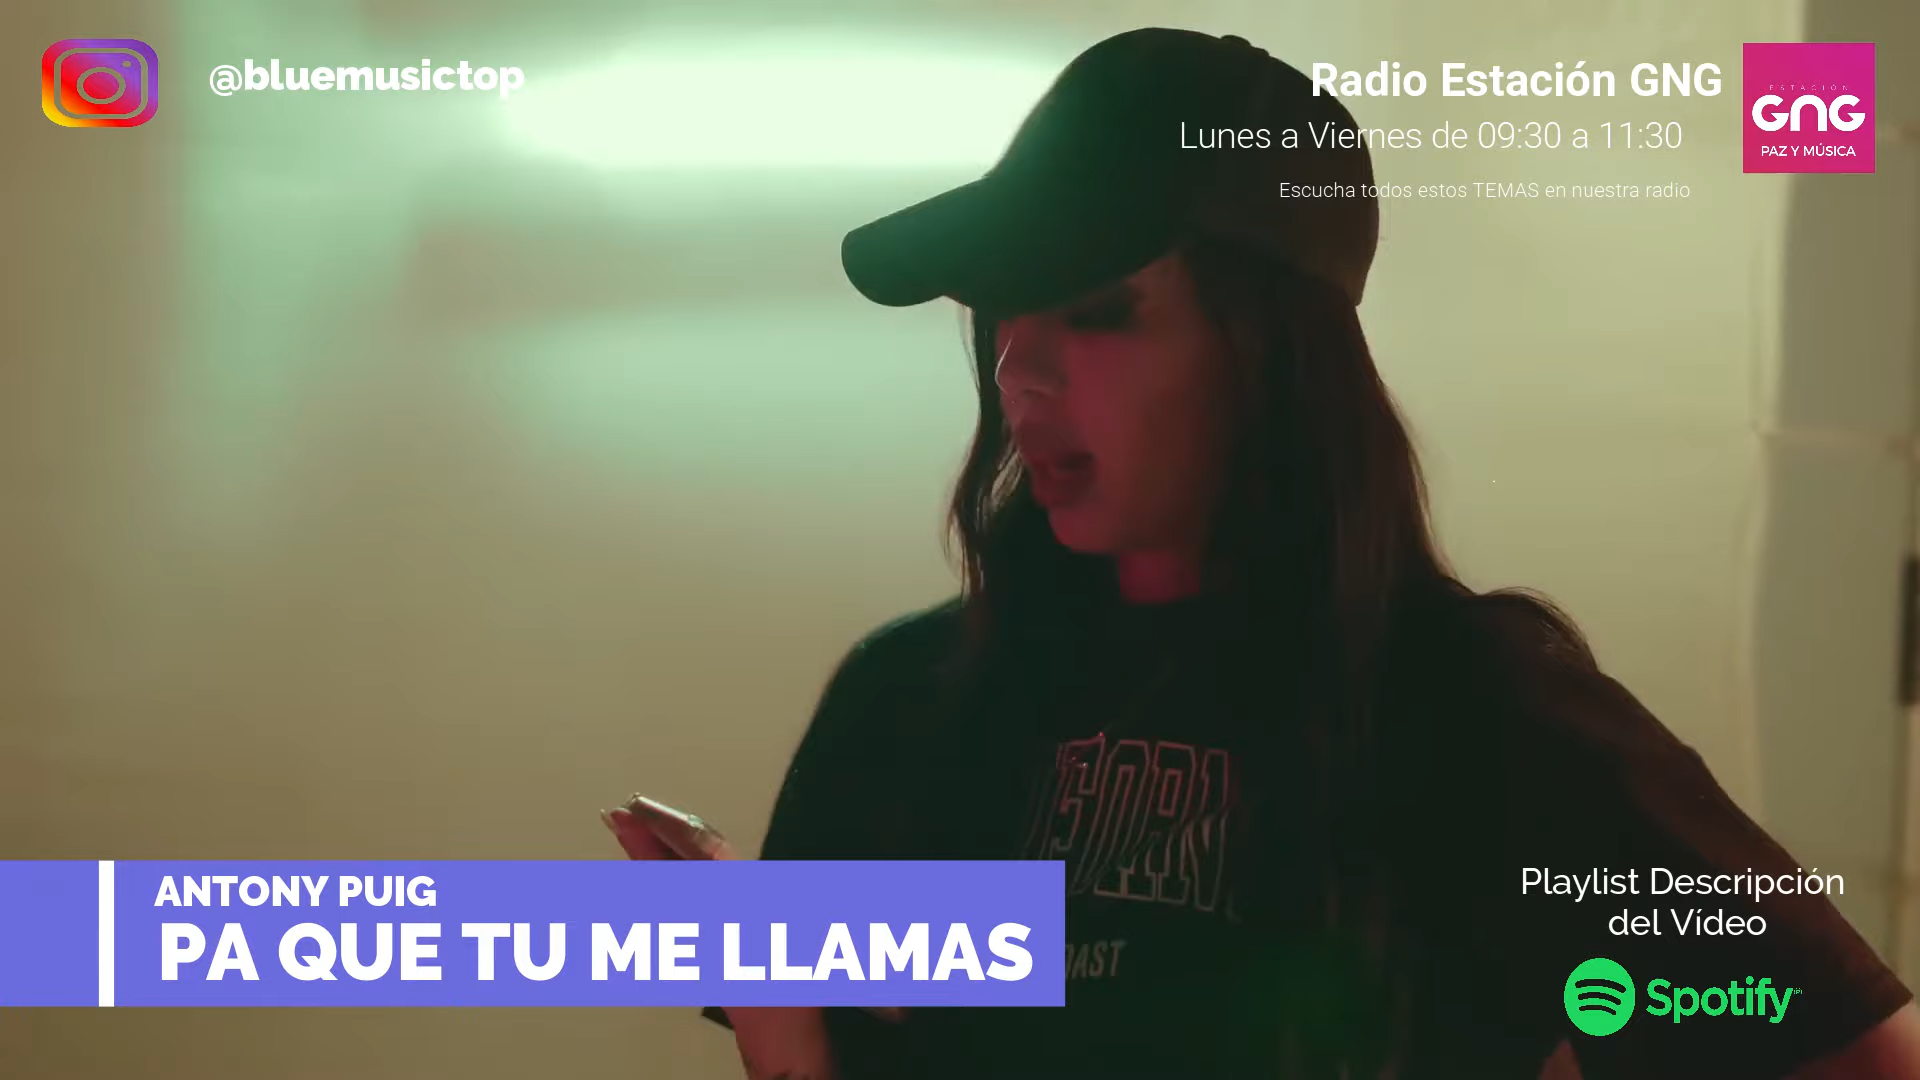 @bluemusictop
Radio Estación GNG
Lunes a Viernes de 09:30 a 11:30
Escucha todos estos TEMAS en nuestra radio
ESTACIÓN
GNG
PAZ Y MÚSICA
ANTONY PUIG
PA QUE TU ME LLAMAS
Playlist Descripción
del Vídeo
Spotify